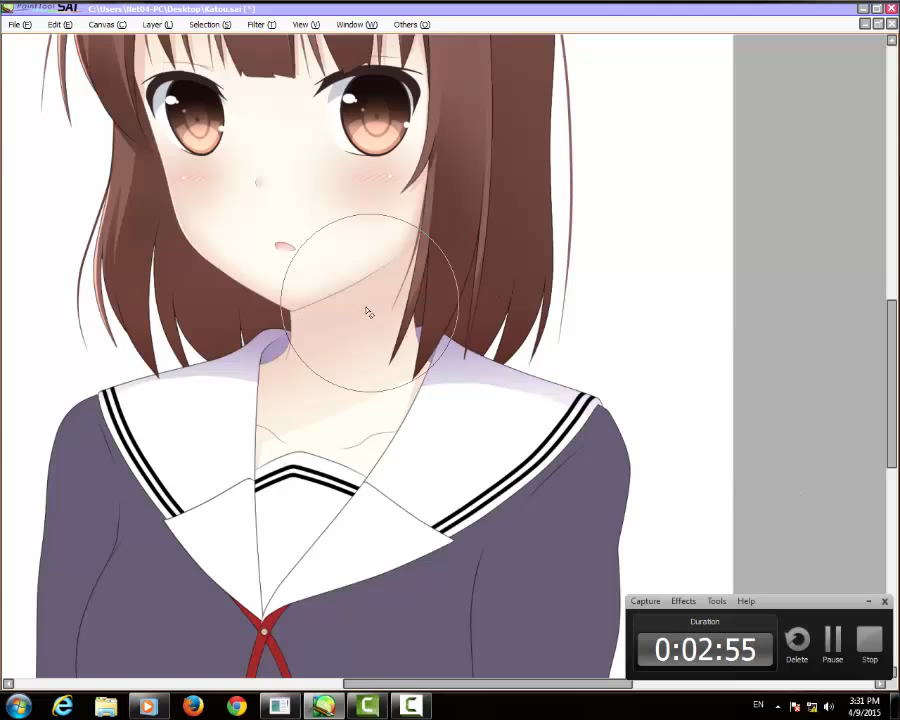 PaintTool SAI C:\Users\Net04-PC\Desktop\Katou.sai (*)
File (F) Edit (E) Canvas (C) Layer (L) Selection (S) Filter (T) View (V) Window (W) Others (O)
Capture Effects Tools Help
Duration
0:02:55
Delete Pause Stop
EN 3:31 PM
4/9/2015